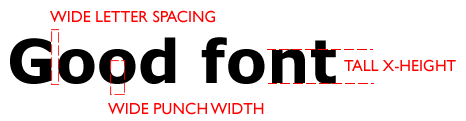 WIDE LETTER SPACING
Good font
TALL X-HEIGHT
WIDE PUNCH WIDTH